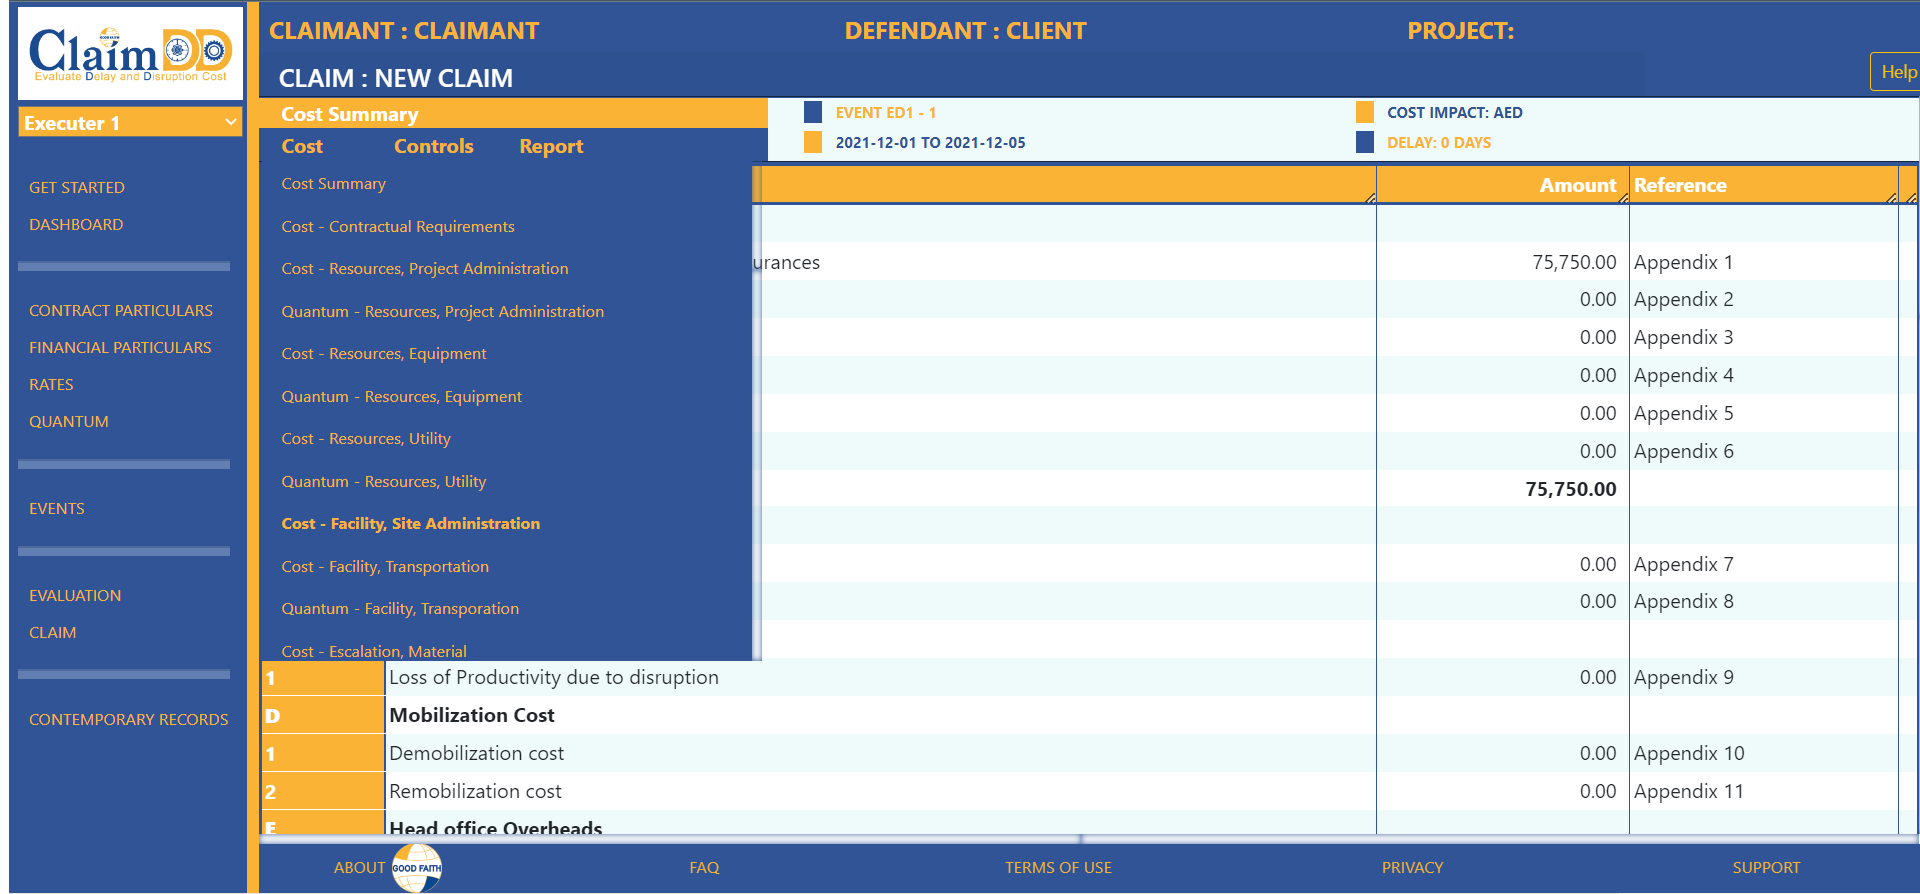 Claim DD
GOOD FAITH
Evaluate Delay and Disruption Cost
Executer 1
GET STARTED
DASHBOARD
CONTRACT PARTICULARS
FINANCIAL PARTICULARS
RATES
QUANTUM
EVENTS
EVALUATION
CLAIM
CONTEMPORARY RECORDS
CLAIMANT : CLAIMANT DEFENDANT : CLIENT PROJECT:
CLAIM : NEW CLAIM
Help
Cost Summary
EVENT ED1 - 1
COST IMPACT: AED
2021-12-01 TO 2021-12-05
DELAY: 0 DAYS
Cost Controls Report
Cost Summary
Cost - Contractual Requirements
Cost - Resources, Project Administration
Quantum - Resources, Project Administration
Cost - Resources, Equipment
Quantum - Resources, Equipment
Cost - Resources, Utility
Quantum - Resources, Utility
Cost - Facility, Site Administration
Cost - Facility, Transportation
Quantum - Facility, Transporation
Cost - Escalation, Material
Amount Reference
urances 75,750.00 Appendix 1
0.00 Appendix 2
0.00 Appendix 3
0.00 Appendix 4
0.00 Appendix 5
0.00 Appendix 6
75,750.00
0.00 Appendix 7
0.00 Appendix 8
1 Loss of Productivity due to disruption 0.00 Appendix 9
D Mobilization Cost
1 Demobilization cost 0.00 Appendix 10
2 Remobilization cost 0.00 Appendix 11
E Head office Overheads
ABOUT GOOD FAITH FAQ TERMS OF USE PRIVACY SUPPORT